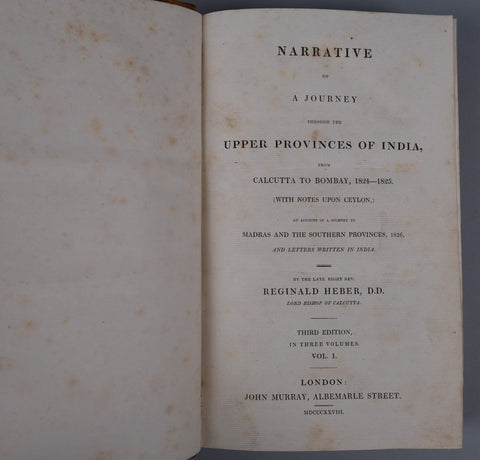 NARRATIVE
OF
A JOURNEY
THROUGH THE
UPPER PROVINCES OF INDIA,
FROM
CALCUTTA TO BOMBAY, 1824—1825.
(WITH NOTES UPON CEYLON,)
AN ACCOUNT OF A JOURNEY TO
MADRAS AND THE SOUTHERN PROVINCES, 1826,
AND LETTERS WRITTEN IN INDIA.
BY THE LATE RIGHT REV.
REGINALD HEBER, D.D.
LORD BISHOP OF CALCUTTA.
THIRD EDITION,
IN THREE VOLUMES.
VOL. I.
LONDON:
JOHN MURRAY, ALBEMARLE STREET.
MDCCCXXVIII.